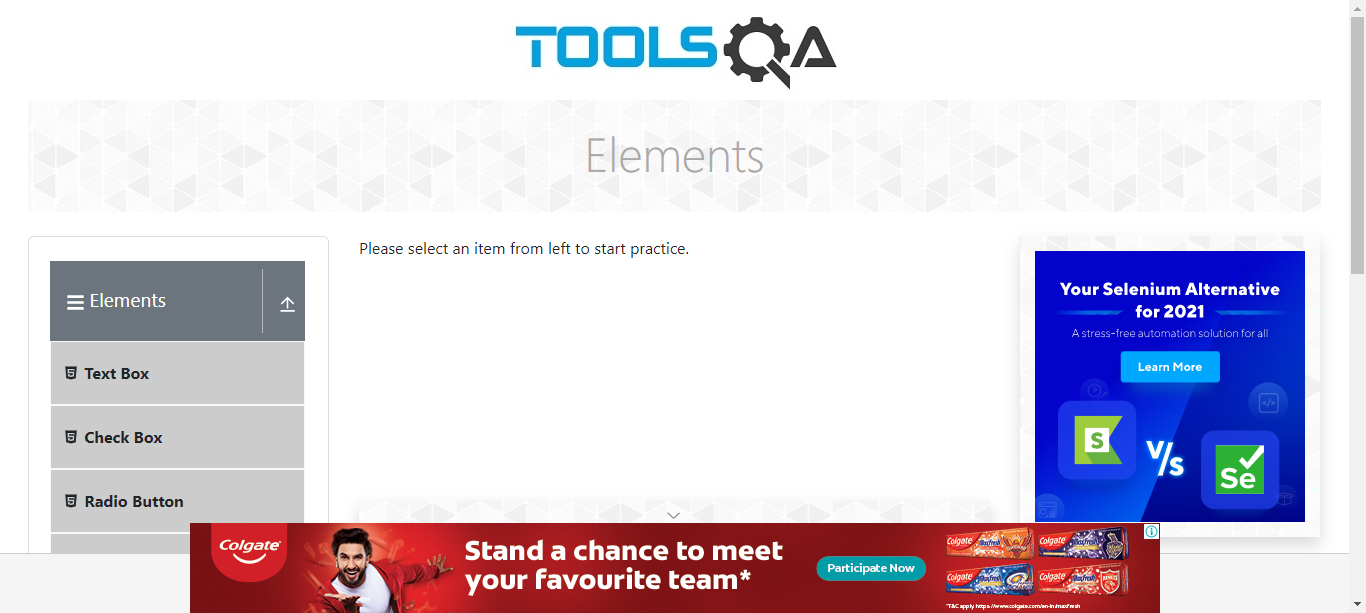 TOOLSQA
Elements
Elements
Text Box
Check Box
Radio Button
Please select an item from left to start practice.
Your Selenium Alternative
for 2021
A stress-free automation solution for all
Learn More
S
V/s
Se
Colgate
Stand a chance to meet
your favourite team*
Participate Now
Colgate MaxFresh
Colgate MaxFresh
Colgate MaxFresh
Colgate MaxFresh
*T&C apply. https://www.colgate.com/en-in/maxfresh